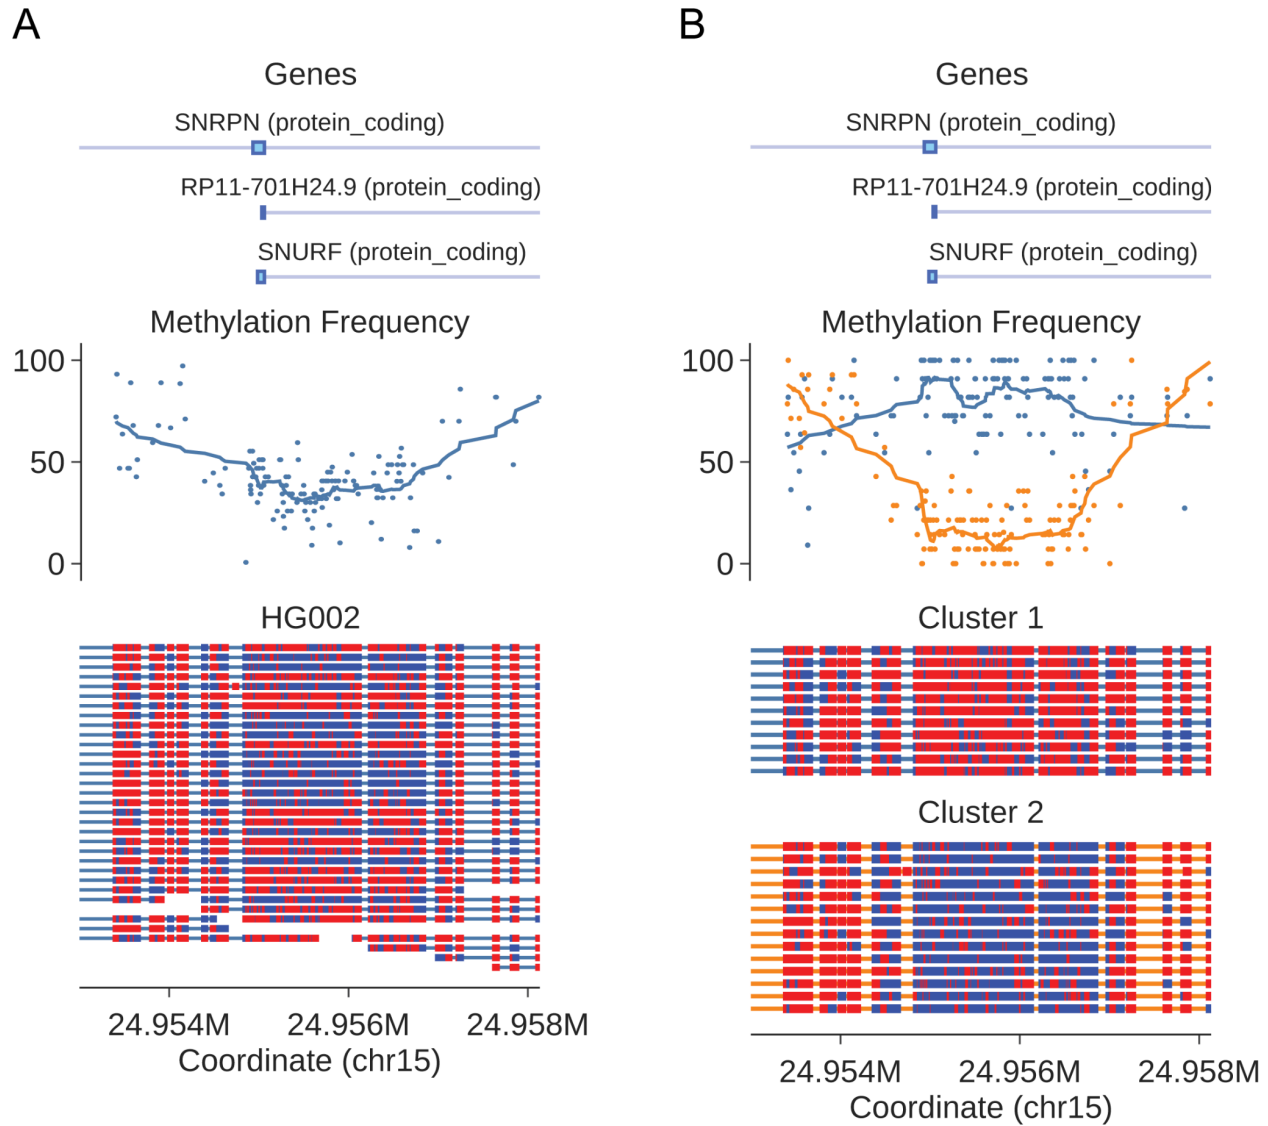 A
Genes
SNRPN (protein_coding)
RP11-701H24.9 (protein_coding)
SNURF (protein_coding)
Methylation Frequency
100
50
0
HG002
24.954M 24.956M 24.958M
Coordinate (chr15)
B
Genes
SNRPN (protein_coding)
RP11-701H24.9 (protein_coding)
SNURF (protein_coding)
Methylation Frequency
100
50
0
Cluster 1
Cluster 2
24.954M 24.956M 24.958M
Coordinate (chr15)